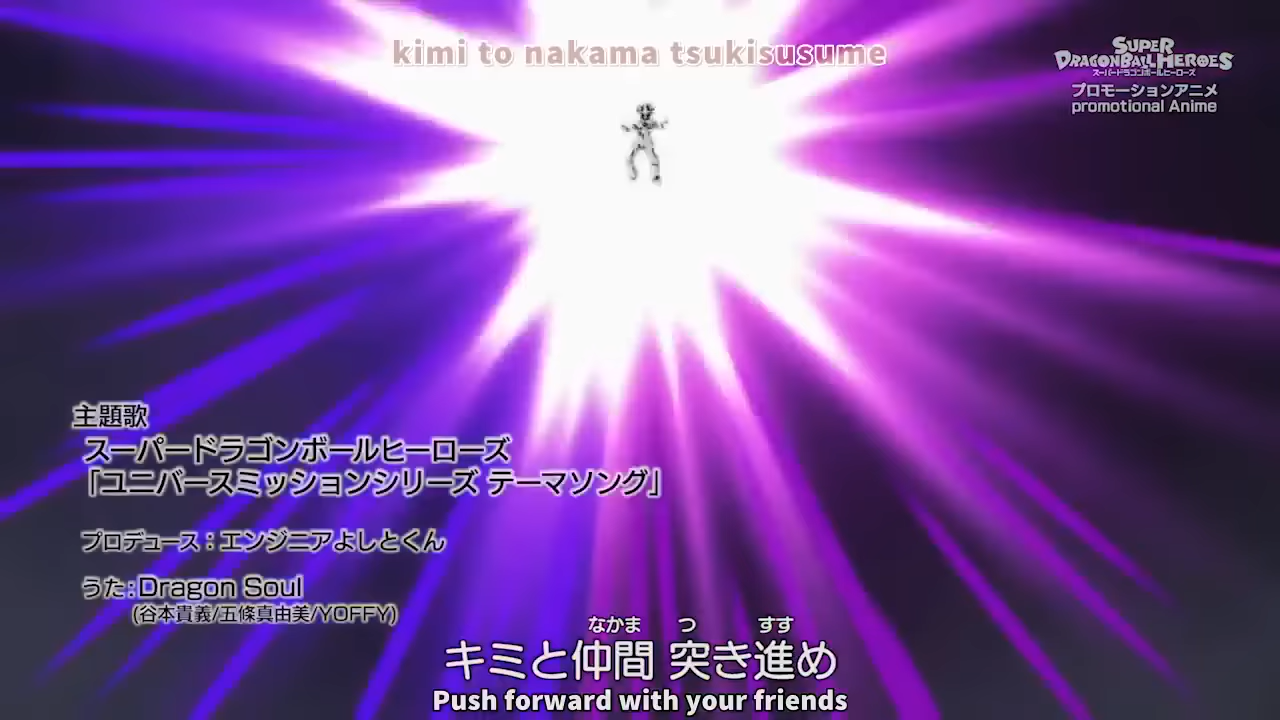 kimi to nakama tsukisusume
SUPER
DRAGONBALL HEROES
スーパードラゴンボールヒーローズ
プロモーションアニメ
promotional Anime
主題歌
スーパードラゴンボールヒーローズ
「ユニバースミッションシリーズ テーマソング」
プロデュース：エンジニアよしとくん
うた：Dragon Soul
(谷本貴義/五條真由美/YOFFY)
なかま つ すす
キミと仲間 突き進め
Push forward with your friends